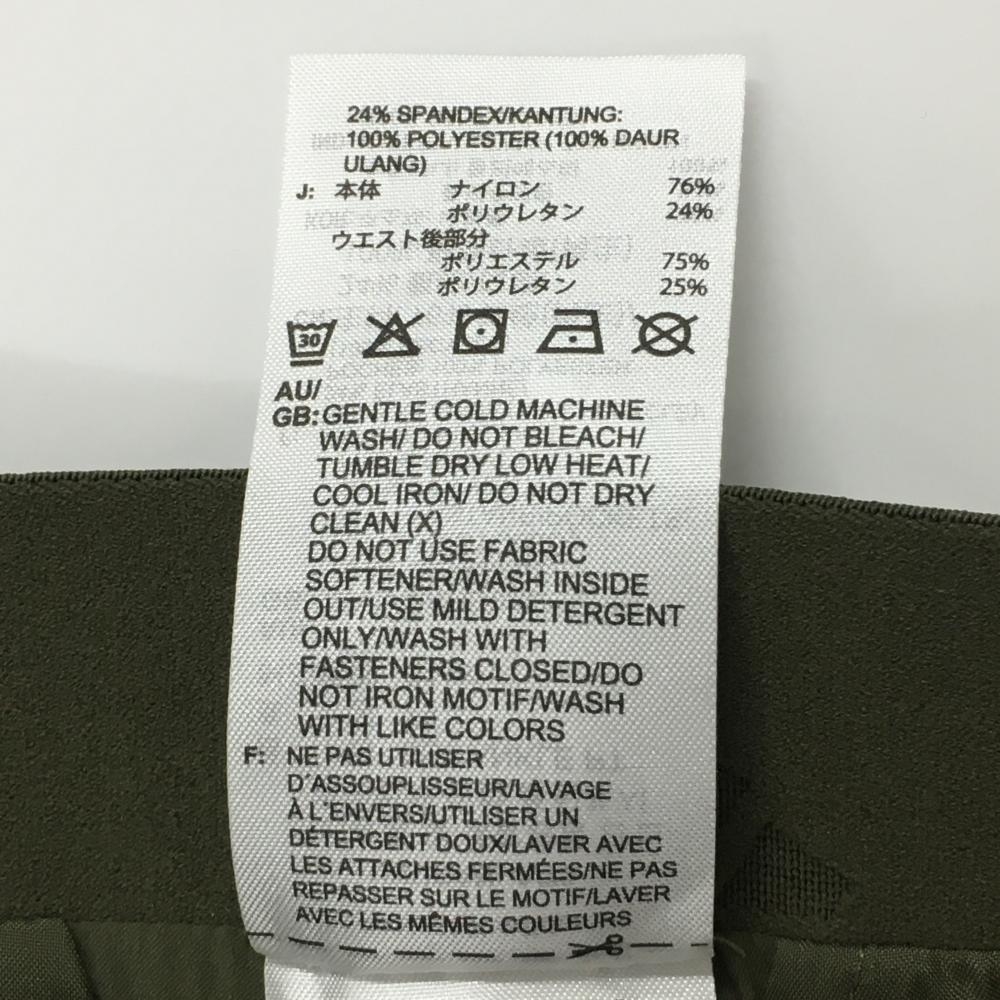 24% SPANDEX/KANTUNG:
100% POLYESTER (100% DAUR
ULANG)
J: 本体 ナイロン 76%
ポリウレタン 24%
ウエスト後部分
ポリエステル 75%
ポリウレタン 25%
30
AU/
GB: GENTLE COLD MACHINE
WASH/ DO NOT BLEACH/
TUMBLE DRY LOW HEAT/
COOL IRON/ DO NOT DRY
CLEAN (X)
DO NOT USE FABRIC
SOFTENER/WASH INSIDE
OUT/USE MILD DETERGENT
ONLY/WASH WITH
FASTENERS CLOSED/DO
NOT IRON MOTIF/WASH
WITH LIKE COLORS
F: NE PAS UTILISER
D´ASSOUPLISSEUR/LAVAGE
À L´ENVERS/UTILISER UN
DÉTERGENT DOUX/LAVER AVEC
LES ATTACHES FERMÉES/NE PAS
REPASSER SUR LE MOTIF/LAVER
AVEC LES MÊMES COULEURS